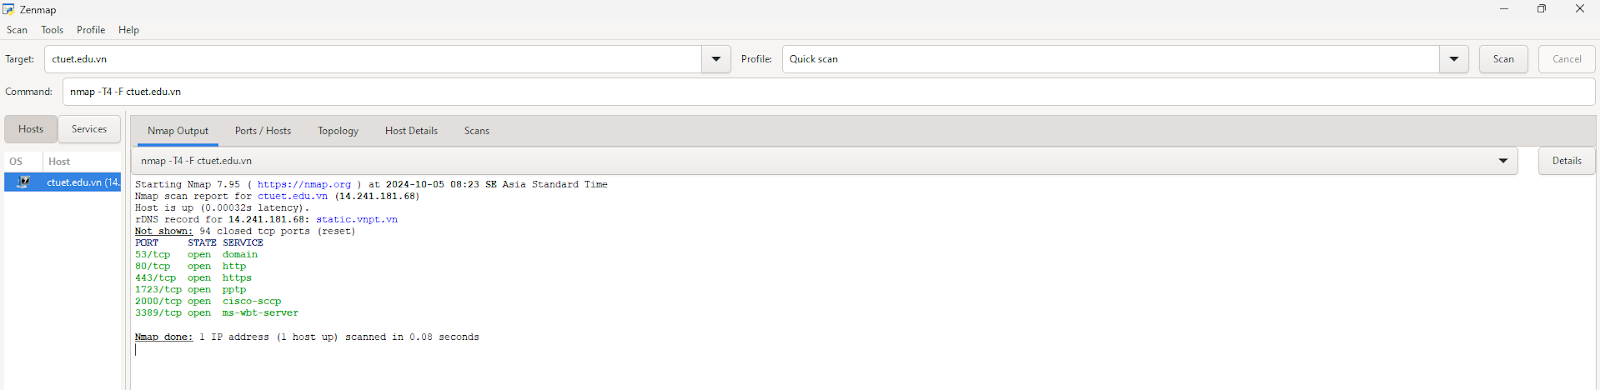 Zenmap
Scan Tools Profile Help
Target: ctuet.edu.vn Profile: Quick scan Scan Cancel
Command: nmap -T4 -F ctuet.edu.vn
Hosts Services Nmap Output Ports / Hosts Topology Host Details Scans
OS Host nmap -T4 -F ctuet.edu.vn Details
ctuet.edu.vn (14.
Starting Nmap 7.95 ( https://nmap.org ) at 2024-10-05 08:23 SE Asia Standard Time
Nmap scan report for ctuet.edu.vn (14.241.181.68)
Host is up (0.00032s latency).
rDNS record for 14.241.181.68: static.vnpt.vn
Not shown: 94 closed tcp ports (reset)
PORT STATE SERVICE
53/tcp open domain
80/tcp open http
443/tcp open https
1723/tcp open pptp
2000/tcp open cisco-sccp
3389/tcp open ms-wbt-server
Nmap done: 1 IP address (1 host up) scanned in 0.08 seconds